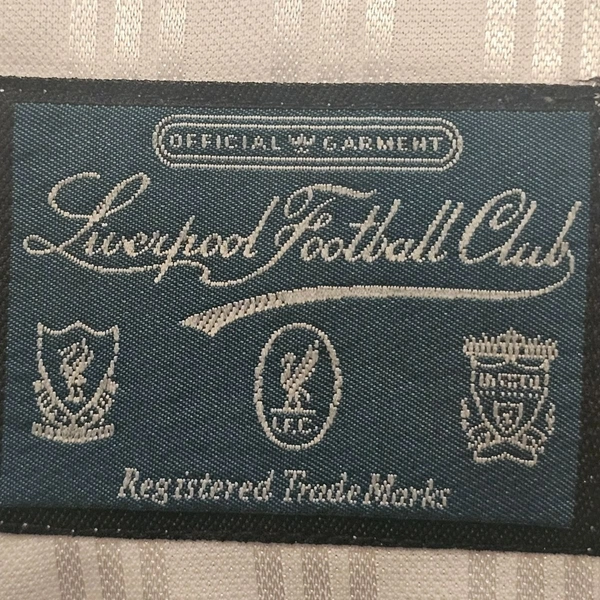 OFFICIAL GARMENT
Liverpool Football Club
L.F.C.
Registered Trade Marks